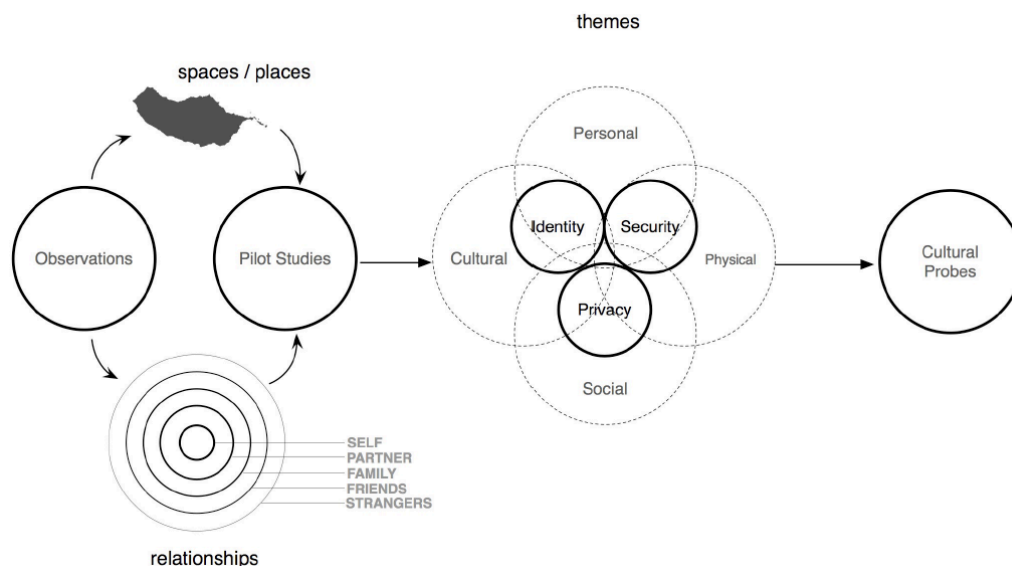 themes
spaces / places
Personal
Identity
Security
Observations
Pilot Studies
Cultural
Physical
Cultural
Probes
Privacy
Social
SELF
PARTNER
FAMILY
FRIENDS
STRANGERS
relationships